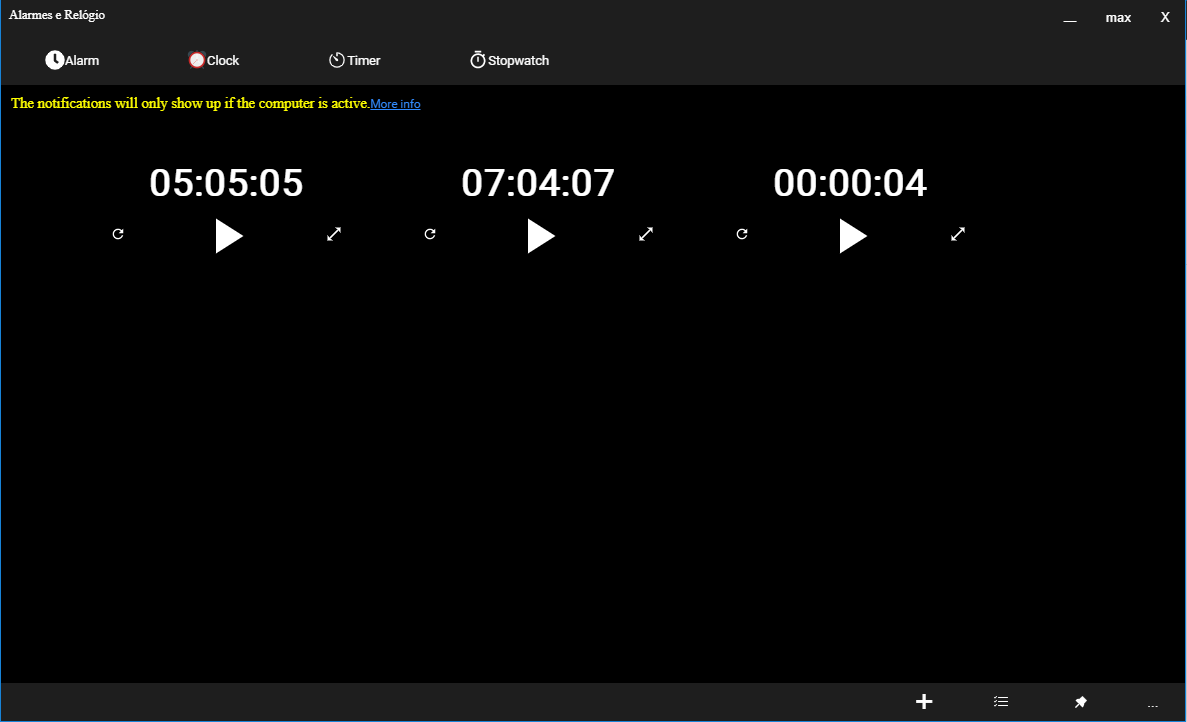 Alarmes e Relógio
max X
Alarm Clock Timer Stopwatch
The notifications will only show up if the computer is active.More info
05:05:05 07:04:07 00:00:04
...